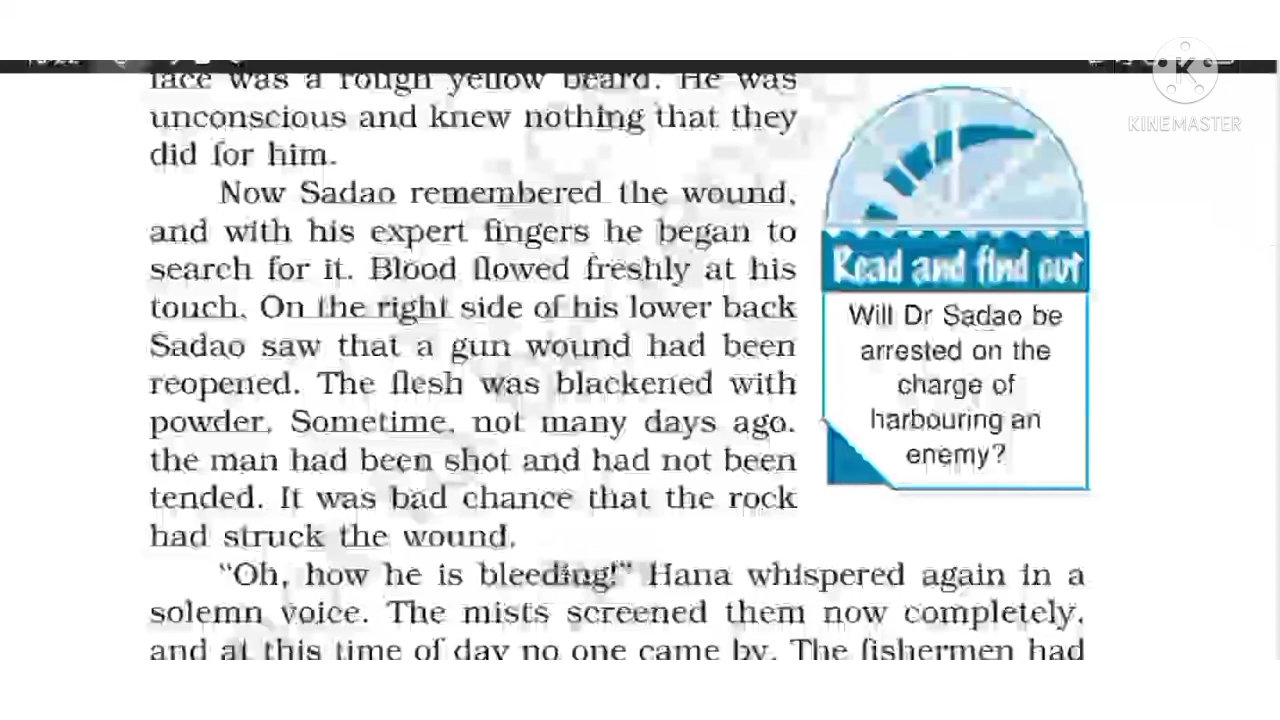 face was a rough yellow beard. He was
unconscious and knew nothing that they
did for him.
Now Sadao remembered the wound,
and with his expert fingers he began to
search for it. Blood flowed freshly at his
touch. On the right side of his lower back
Sadao saw that a gun wound had been
reopened. The flesh was blackened with
powder. Sometime, not many days ago,
the man had been shot and had not been
tended. It was bad chance that the rock
had struck the wound.
“Oh, how he is bleeding!” Hana whispered again in a
solemn voice. The mists screened them now completely,
and at this time of day no one came by. The fishermen had
Read and find out
Will Dr Sadao be
arrested on the
charge of
harbouring an
enemy?
K
KINEMASTER